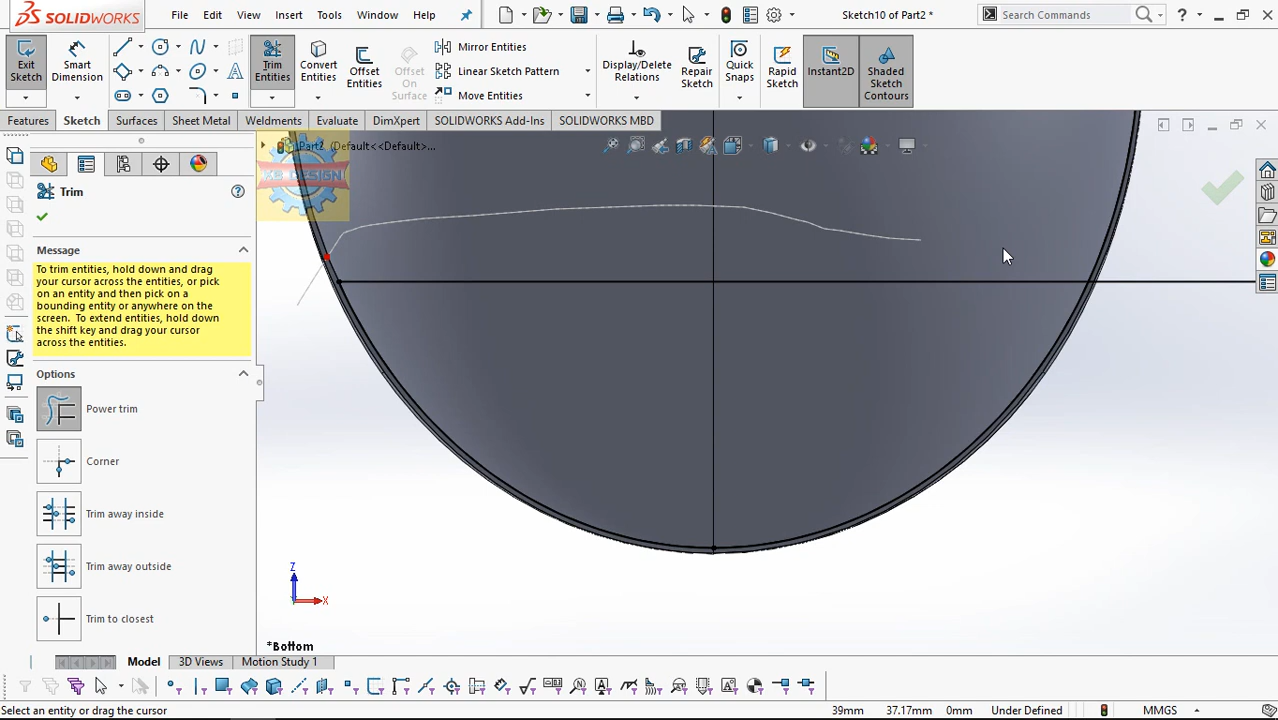 SOLIDWORKS
File Edit View Insert Tools Window Help
Sketch10 of Part2 *
Search Commands
Exit Sketch
Smart Dimension
Trim Entities
Convert Entities
Offset Entities
Offset On Surface
Mirror Entities
Linear Sketch Pattern
Move Entities
Display/Delete Relations
Repair Sketch
Quick Snaps
Rapid Sketch
Instant2D
Shaded Sketch Contours
Features Sketch Surfaces Sheet Metal Weldments Evaluate DimXpert SOLIDWORKS Add-Ins SOLIDWORKS MBD
Part2 (Default<<Default>...
DESIGN
Trim
Message
To trim entities, hold down and drag
your cursor across the entities, or pick
on an entity and then pick on a
bounding entity or anywhere on the
screen. To extend entities, hold down
the shift key and drag your cursor
across the entities.
Options
Power trim
Corner
Trim away inside
Trim away outside
Trim to closest
Z
X
*Bottom
Model 3D Views Motion Study 1
Select an entity or drag the cursor
39mm 37.17mm 0mm Under Defined MMGS